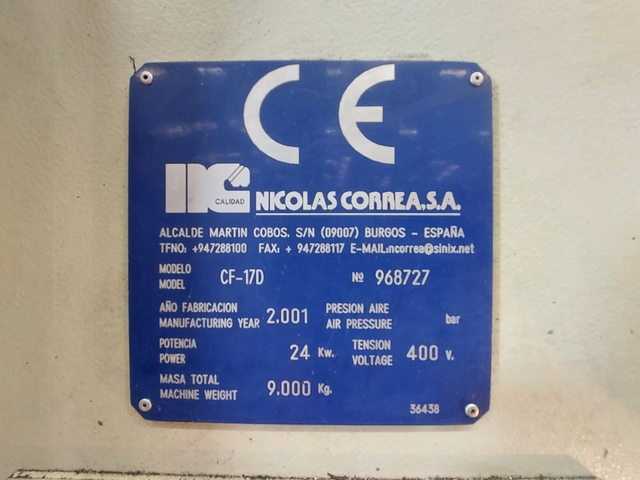 CE
CALIDAD
NICOLAS CORREA, S.A.
ALCALDE MARTIN COBOS. S/N (09007) BURGOS - ESPAÑA
TFNO: +947288100 FAX: + 947288117 E-MAIL:ncorrea@sinix.net
MODELO
MODEL CF-17D Nº 968727
AÑO FABRICACION
MANUFACTURING YEAR 2.001
PRESION AIRE
AIR PRESSURE bar
POTENCIA
POWER 24 Kw.
TENSION
VOLTAGE 400 v.
MASA TOTAL
MACHINE WEIGHT 9.000 Kg.
36438